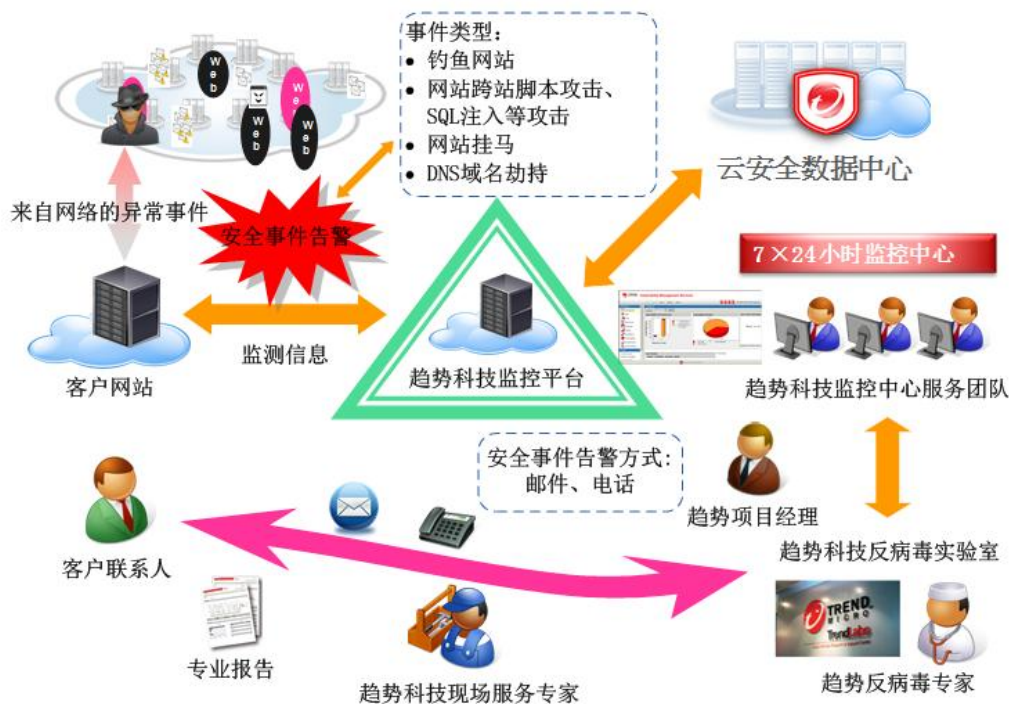 事件类型：
• 钓鱼网站
• 网站跨站脚本攻击、
SQL注入等攻击
• 网站挂马
• DNS域名劫持
Web
Web
Web
Web
云安全数据中心
来自网络的异常事件
安全事件告警
7×24小时监控中心
监测信息
客户网站
趋势科技监控平台
趋势科技监控中心服务团队
安全事件告警方式:
邮件、电话
趋势项目经理
客户联系人
趋势科技反病毒实验室
TREND
MICRO
TrendLabs
专业报告
趋势科技现场服务专家
趋势反病毒专家